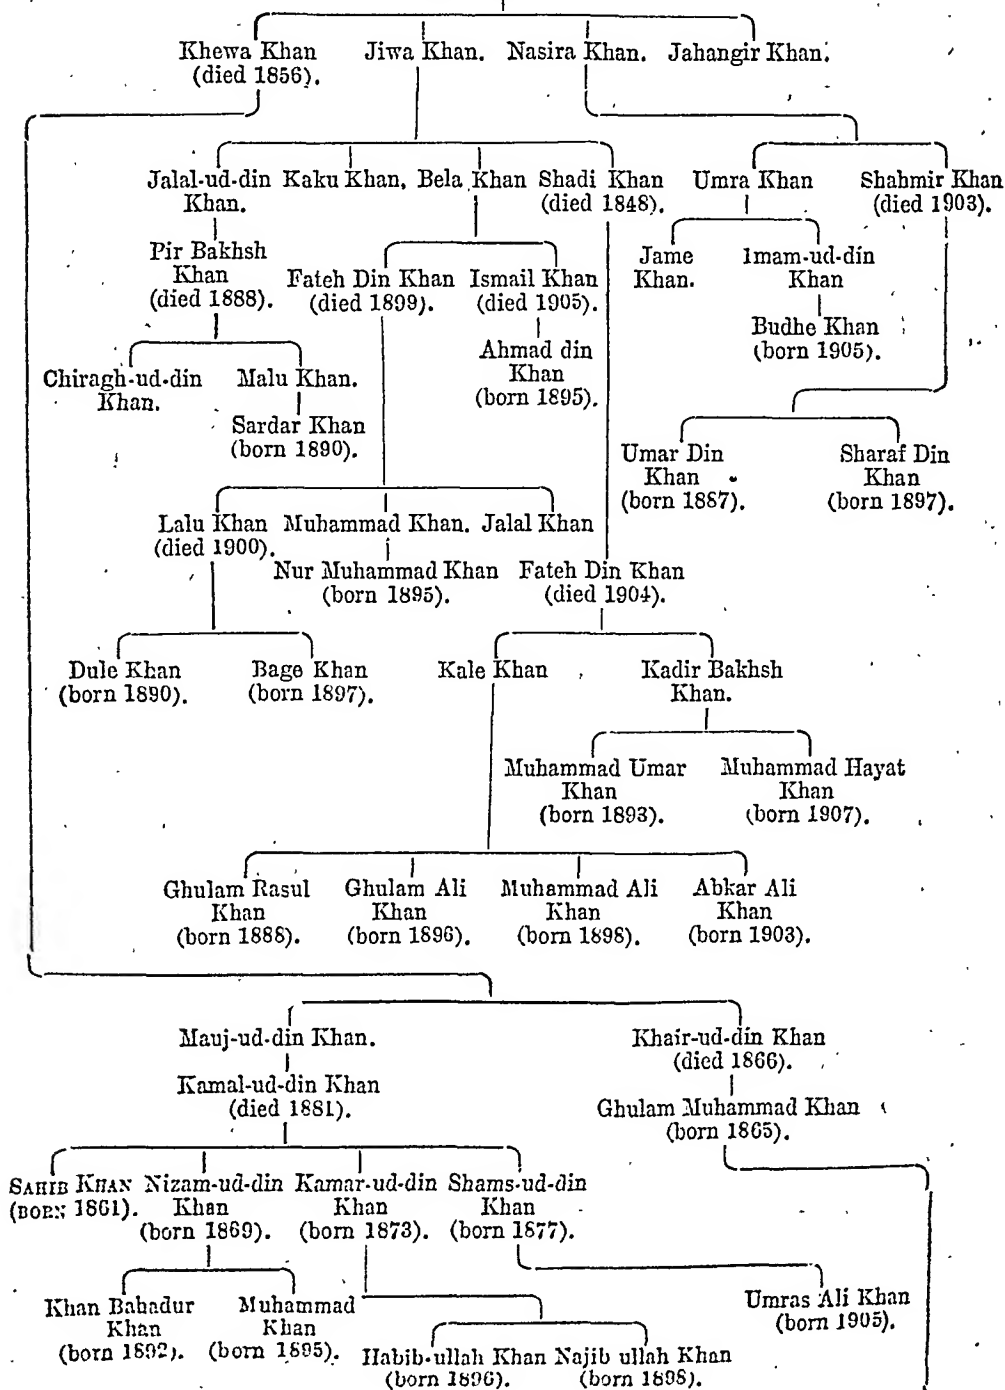 Khewa Khan Jiwa Khan. Nasira Khan. Jahangir Khan.
(died 1856).
Jalal-ud-din Kaku Khan. Bela Khan Shadi Khan Umra Khan Shahmir Khan
Khan. (died 1848). (died 1903).
Pir Bakhsh Jame Imam-ud-din
Khan Fateh Din Khan Ismail Khan Khan. Khan
(died 1888). (died 1899). (died 1905).
Budhe Khan
(born 1905).
Ahmad din
Khan
(born 1895).
Chiragh-ud-din Malu Khan.
Khan.
Sardar Khan
(born 1890).
Umar Din Sharaf Din
Khan Khan
(born 1887). (born 1897).
Lalu Khan Muhammad Khan. Jalal Khan
(died 1900).
Nur Muhammad Khan Fateh Din Khan
(born 1895). (died 1904).
Dule Khan Bage Khan Kale Khan Kadir Bakhsh
(born 1890). (born 1897). Khan.
Muhammad Umar Muhammad Hayat
Khan Khan
(born 1893). (born 1907).
Ghulam Rasul Ghulam Ali Muhammad Ali Abkar Ali
Khan Khan Khan Khan
(born 1888). (born 1896). (born 1898). (born 1903).
Mauj-ud-din Khan. Khair-ud-din Khan
(died 1866).
Kamal-ud-din Khan
(died 1881).
Ghulam Muhammad Khan
(born 1865).
SAHIB KHAN Nizam-ud-din Kamar-ud-din Shams-ud-din
(BORN 1861). Khan Khan Khan
(born 1869). (born 1873). (born 1877).
Khan Bahadur Muhammad Umras Ali Khan
Khan Khan (born 1905).
(born 1892). (born 1895).
Habib-ullah Khan Najib ullah Khan
(born 1896). (born 1898).